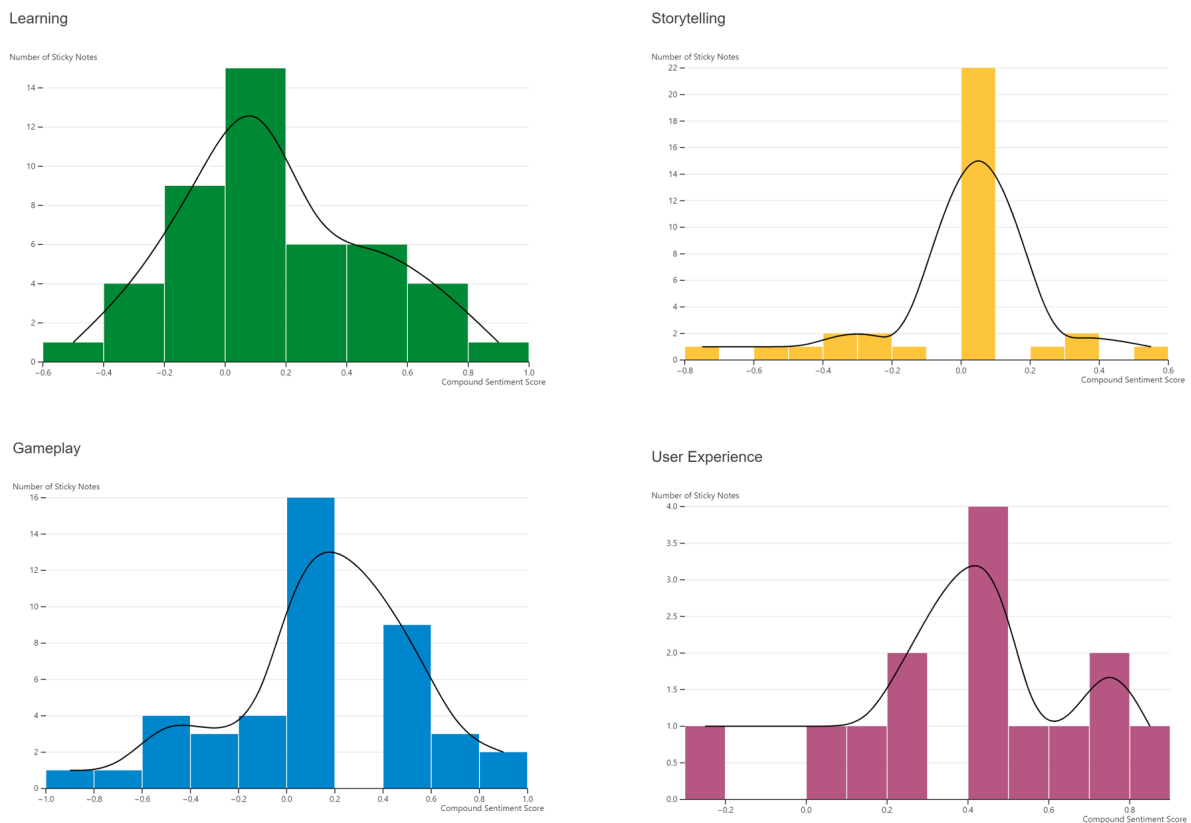 Learning
Number of Sticky Notes
14
12
10
8
6
4
2
0
−0.6 −0.4 −0.2 0.0 0.2 0.4 0.6 0.8 1.0
Compound Sentiment Score
Storytelling
Number of Sticky Notes
22
20
18
16
14
12
10
8
6
4
2
0
−0.8 −0.6 −0.4 −0.2 0.0 0.2 0.4 0.6
Compound Sentiment Score
Gameplay
Number of Sticky Notes
16
14
12
10
8
6
4
2
0
−1.0 −0.8 −0.6 −0.4 −0.2 0.0 0.2 0.4 0.6 0.8 1.0
Compound Sentiment Score
User Experience
Number of Sticky Notes
4.0
3.5
3.0
2.5
2.0
1.5
1.0
0.5
0.0
−0.2 0.0 0.2 0.4 0.6 0.8
Compound Sentiment Score